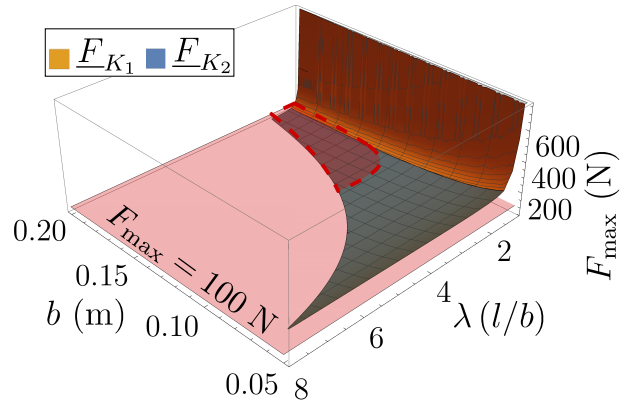 F_{K_1} F_{K_2}
600
400
200
F_max (N)
2
4
6
8
λ (l/b)
F_max = 100 N
0.20
0.15
0.10
0.05
b (m)